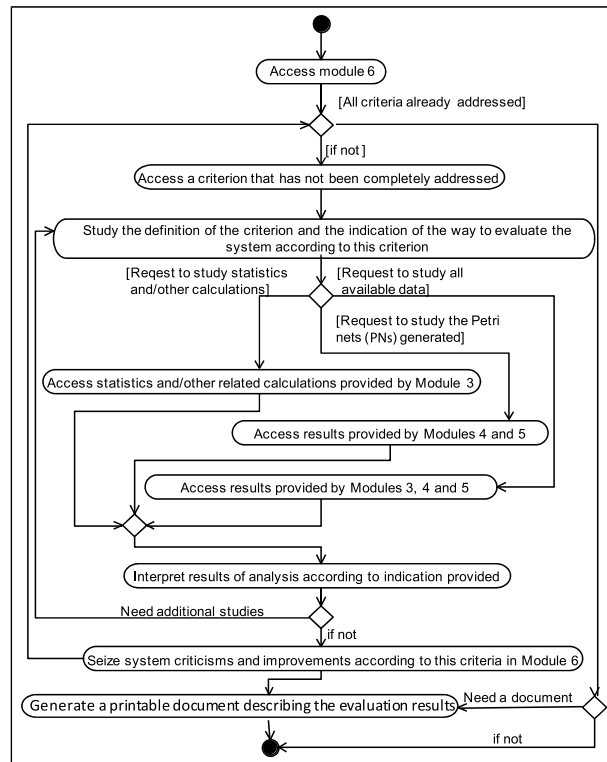 Access module 6
[All criteria already addressed]
[if not ]
Access a criterion that has not been completely addressed
Study the definition of the criterion and the indication of the way to evaluate the
system according to this criterion
[Reqest to study statistics
and/other calculations]
[Request to study all
available data]
[Request to study the Petri
nets (PNs) generated]
Access statistics and/other related calculations provided by Module 3
Access results provided by Modules 4 and 5
Access results provided by Modules 3, 4 and 5
Interpret results of analysis according to indication provided
Need additional studies
if not
Seize system criticisms and improvements according to this criteria in Module 6
Need a document
Generate a printable document describing the evaluation results
if not